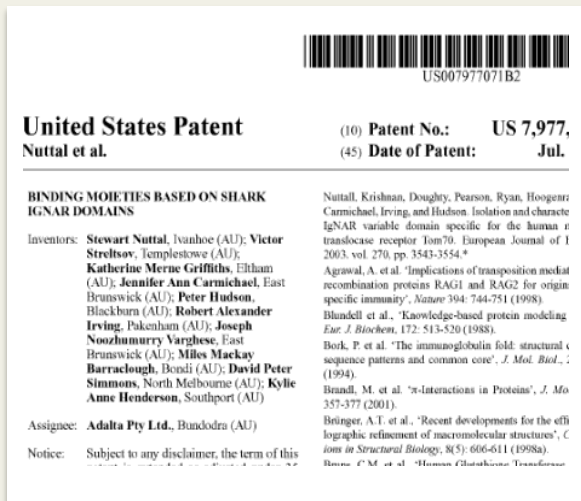 US007977071B2
United States Patent
Nuttal et al.
(10) Patent No.: US 7,977,
(45) Date of Patent: Jul.
BINDING MOIETIES BASED ON SHARK
IGNAR DOMAINS
Inventors: Stewart Nuttal, Ivanhoe (AU); Victor
Streltsov, Templestowe (AU);
Katherine Merne Griffiths, Eltham
(AU); Jennifer Ann Carmichael, East
Brunswick (AU); Peter Hudson,
Blackburn (AU); Robert Alexander
Irving, Pakenham (AU); Joseph
Noozhumurry Varghese, East
Brunswick (AU); Miles Mackay
Barraclough, Bondi (AU); David Peter
Simmons, North Melbourne (AU); Kylie
Anne Henderson, Southport (AU)
Assignee: Adalta Pty Ltd., Bundodra (AU)
Notice: Subject to any disclaimer, the term of this
Nuttall, Krishnan, Doughty, Pearson, Ryan, Hoogenra
Carmichael, Irving, and Hudson. Isolation and characte
IgNAR variable domain specific for the human m
translocase receptor Tom70. European Journal of
2003. vol. 270, pp. 3543-3554.*
Agrawal, A. et al. 'Implications of transposition mediat
recombination proteins RAG1 and RAG2 for origin
specific immunity', Nature 394: 744-751 (1998).
Blundell et al., 'Knowledge-based protein modeling
Eur. J. Biochem, 172: 513-520 (1988).
Bork, P. et al. 'The immunoglobulin fold: structural c
sequence patterns and common core', J. Mol. Biol., 2
(1994).
Brandl, M. et al. 'π-Interactions in Proteins', J. Mo
357-377 (2001).
Brünger, A.T. et al., 'Recent developments for the effi
lographic refinement of macromolecular structures', C
ions in Structural Biology, 8(5): 606-611 (1998a).